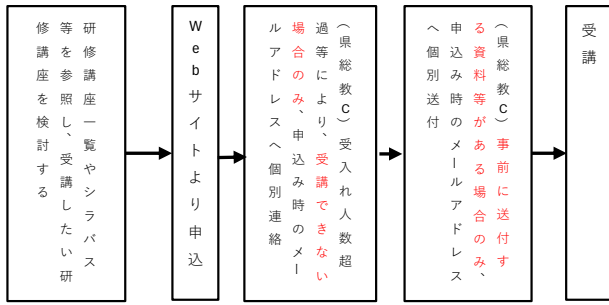 研修講座一覧やシラバス
等を参照し、受講したい研
修講座を検討する
Webサイトより申込
(県総教C)受入れ人数超
過等により、受講できない
場合のみ、申込み時のメー
ルアドレスへ個別連絡
(県総教C)事前に送付す
る資料等がある場合のみ、
申込み時のメールアドレス
へ個別送付
受講